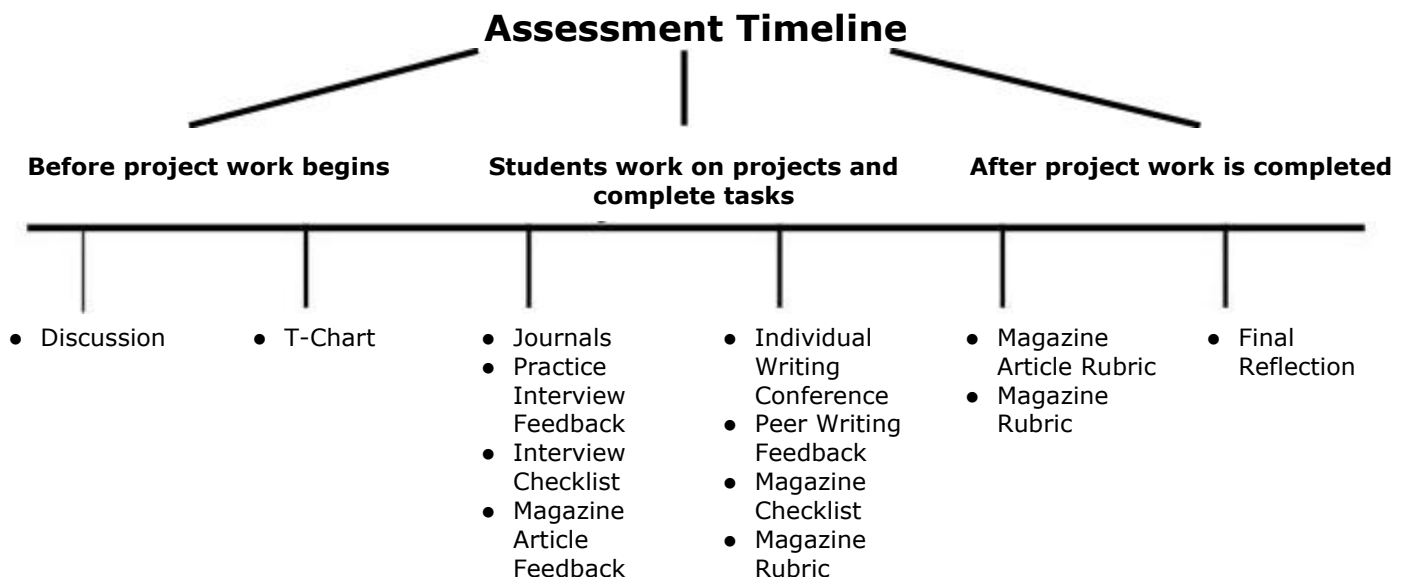 Assessment Timeline
Before project work begins
Students work on projects and
complete tasks
After project work is completed
● Discussion
● T-Chart
● Journals
● Practice
Interview
Feedback
● Interview
Checklist
● Magazine
Article
Feedback
● Individual
Writing
Conference
● Peer Writing
Feedback
● Magazine
Checklist
● Magazine
Rubric
● Magazine
Article Rubric
● Magazine
Rubric
● Final
Reflection